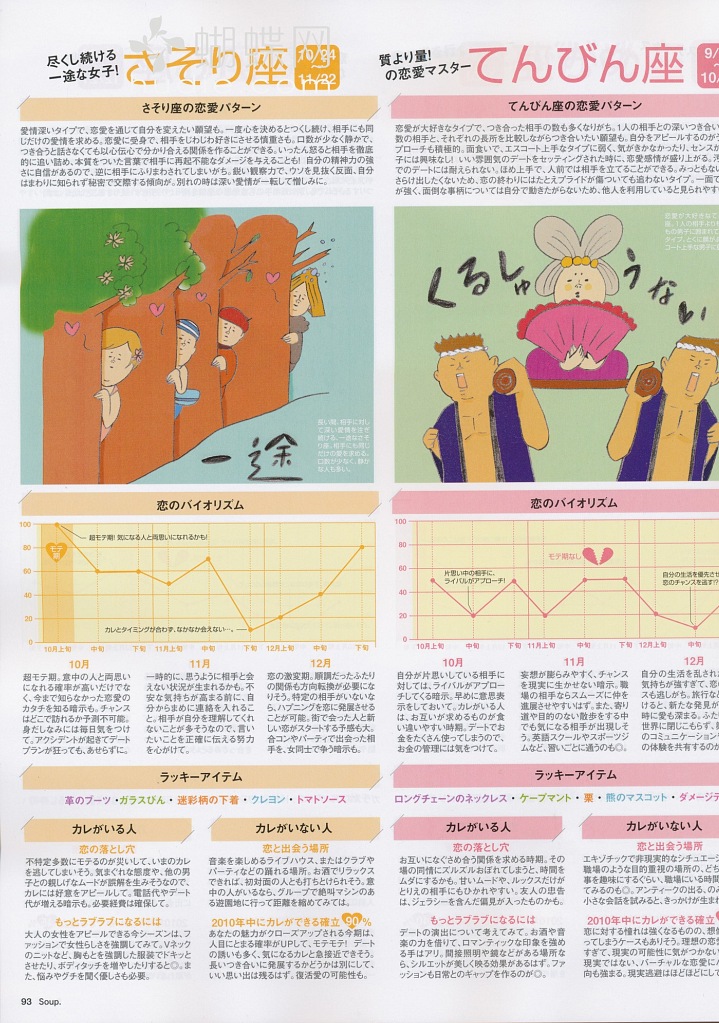 蝴蝶网
尽くし続ける
一途な女子!
さそり座
10/24
〜
11/22
さそり座の恋愛パターン
愛情深いタイプで、恋愛を通じて自分を変えたい願望も。一度心を決めるとつくし続け、相手にも同
じだけの愛情を求める。恋愛に受身で、相手をじわじわ好きにさせる慎重さも。口数が少なく静かで、
つき合うと話さなくても以心伝心で分かり合える関係を作ることができる。いったん怒ると相手を徹底
的に追い詰め、本質をついた言葉で相手に再起不能なダメージを与えることも! 自分の精神力の強
さに自信があるので、逆に相手にふりまわされてしまいがち。鋭い観察力で、ウソを見抜く反面、自分
はまわりに知られず秘密で交際する傾向が。別れの時は深い愛情が一転して憎しみに。
深い間、相手に対し
て深い愛情を注ぎ
続ける、一途なさそ
り座。相手にも同じ
だけの愛を求める。
口数が少なく、静か
な人も多い。
一途
恋のバイオリズム
100
80
60
40
20
0
モテ期
超モテ期!気になる人と両思いになれるかも!
カレとタイミングが合わず、なかなか会えない…。
10月上旬 中旬 下旬 11月上旬 中旬 下旬 12月上旬 中旬 下旬
10月
超モテ期。意中の人と両思
いになれる確率が高いだけでな
く、今まで知らなかった恋愛の
カタチを知る暗示も。チャンス
はどこで訪れるか予測不可能。
身だしなみには毎日気をつけ
て。アクシデントが起きてデート
プランが狂っても、あせらずに。
11月
一時的に、思うように相手と会
えない状況が生まれるかも。不
安な気持ちが高まる前に、自
分からまめに連絡を入れるこ
と。相手が自分を理解してくれ
ないことが多そうなので、言い
たいことを正確に伝える努力
を心がけて。
12月
恋の激変期。順調だったふたり
の関係も方向転換が必要にな
りそう。特定の相手がいないな
ら、ハプニングを恋に発展させる
ことが可能。街で会った人と新し
い恋がスタートする予感も大。
合コンやパーティで出会った相
手を、女同士で争う暗示も。
ラッキーアイテム
革のブーツ・ガラスびん・迷彩柄の下着・クレヨン・トマトソース
カレがいる人
恋の落とし穴
不特定多数にモテるのが災いして、いまのカレ
を逃してしまいそう。気まぐれな態度や、他の男
子との親しげなムードが誤解を生みそうなので、
カレには好意をアピールして。電話代やデート
代が増える暗示も。必要経費は確保して。
もっとラブラブになるには
大人の女性をアピールできる今シーズンは、フ
ァッションで女性らしさを強調してみて。Vネック
のニットなど、胸もとを強調した服装でドキッと
させたり、ボディタッチを増やしたりすると◎。ま
た、悩みやグチを聞く優しさも必要。
カレがいない人
恋と出会う場所
音楽を楽しめるライブハウス、またはクラブや
パーティなどの踊れる場所。お酒でリラックスで
きれば、初対面の人とも打ちとけられそう。意
中の人がいるなら、グループで絶叫マシンのあ
る遊園地に行って距離を縮めてみては。
2010年中にカレができる確立 90 %
あなたの魅力がクローズアップされる今期は、
人目にとまる確率がUPして、モテモテ! デート
の誘いも多く、気になるカレと急接近できそう。
長いつき合いに発展するかどうかは別にして、
いい思い出は残るはず。復活愛の可能性も。
93 Soup.
質より量!
の恋愛マスター
てんびん座
9/
〜
10/
てんびん座の恋愛パターン
恋愛が大好きなタイプで、つき合った相手の数も多くなりがち。1人の相手との深いつき合い
数の相手と、それぞれの長所を比較しながらつき合いたい願望も。自分をアピールするのが
プローチも積極的。面食いで、エスコート上手なタイプに弱く、気がきかなかったり、センスが
子には興味なし! いい雰囲気のデートをセッティングされた時に、恋愛感情が盛り上がる。
でのデートには耐えられない。ほめ上手で、人前では相手を立てることができる。みっともない
さらけ出したくないため、恋の終わりにはたとえプライドが傷ついても追わないタイプ。一面で
が強く、面倒な事柄については自分で動きたがらないため、他人を利用していると見られやす
くるしゅうない
恋のバイオリズム
100
80
60
40
20
0
片思い中の相手に、
ライバルがアプローチ!
モテ期なし
自分の生活を優先させ
恋のチャンスを逃す!?
10月上旬 中旬 下旬 11月上旬 中旬 下旬 12月上旬 中旬
10月
自分が片思いしている相手に
対しては、ライバルがアプロー
チしてくる暗示。早めに意思表
示をしておいて。カレがいる人
は、お互いが求めるものが食
い違いやすい時期。デートでお
金をたくさん使ってしまうので、
お金の管理には気をつけて。
11月
妄想が膨らみやすく、チャンス
を現実に生かせない暗示。職
場の相手ならスムーズに仲を
進展させやすいはず。また、寄り
道や目的のない散歩をする中
でも気になる相手が出現しそ
う。英語スクールやスポーツジ
ムなど、習いごとに通うのも◎。
12月
自分の生活を乱され
気持ちが強すぎて、恋の
スも逃しがち。旅行など
けると、新たな発見が
時に愛も深まる。ふた
世界に閉じこもらず、
のコミュニケーション
の体験を共有するのが
ラッキーアイテム
ロングチェーンのネックレス・ケープマント・栗・熊のマスコット・ダメージデ
カレがいる人
恋の落とし穴
お互いになぐさめ合う関係を求める時期。その
場の同情にズルズルおぼれてしまうと、時間を
ムダにするかも。甘いムードや、ルックスだけが
とりえの相手にもひかれやすい。友人の忠告
は、ジェラシーを含んだ偏見が入ったものかも。
もっとラブラブになるには
デートの演出について考えてみて。お酒や音
楽の力を借りて、ロマンティックな印象を強め
る手はアリ。間接照明や鏡などがある場所な
ら、シルエットが美しく映る効果があるはず。ファ
ッションも日常とのギャップを作るのが◎。
カレがいない人
恋と出会う場所
エキゾチックで非現実的なシチュエーシ
職場のような目的重視の場所の、どち
事を趣味にするくらい、職場にいる時間
てみるのも◎。アンティークの出る、のみ
小さな会話を試みると、きっかけが生まれ
2010年中にカレができる確立
恋に対する憧れは強くなるものの、想像
ってしまうケースもありそう。理想の恋愛
すぎて、現実の可能性に気がつかない
現実ではない、バーチャルな恋愛に
向も強まる。現実逃避はほどほどにして